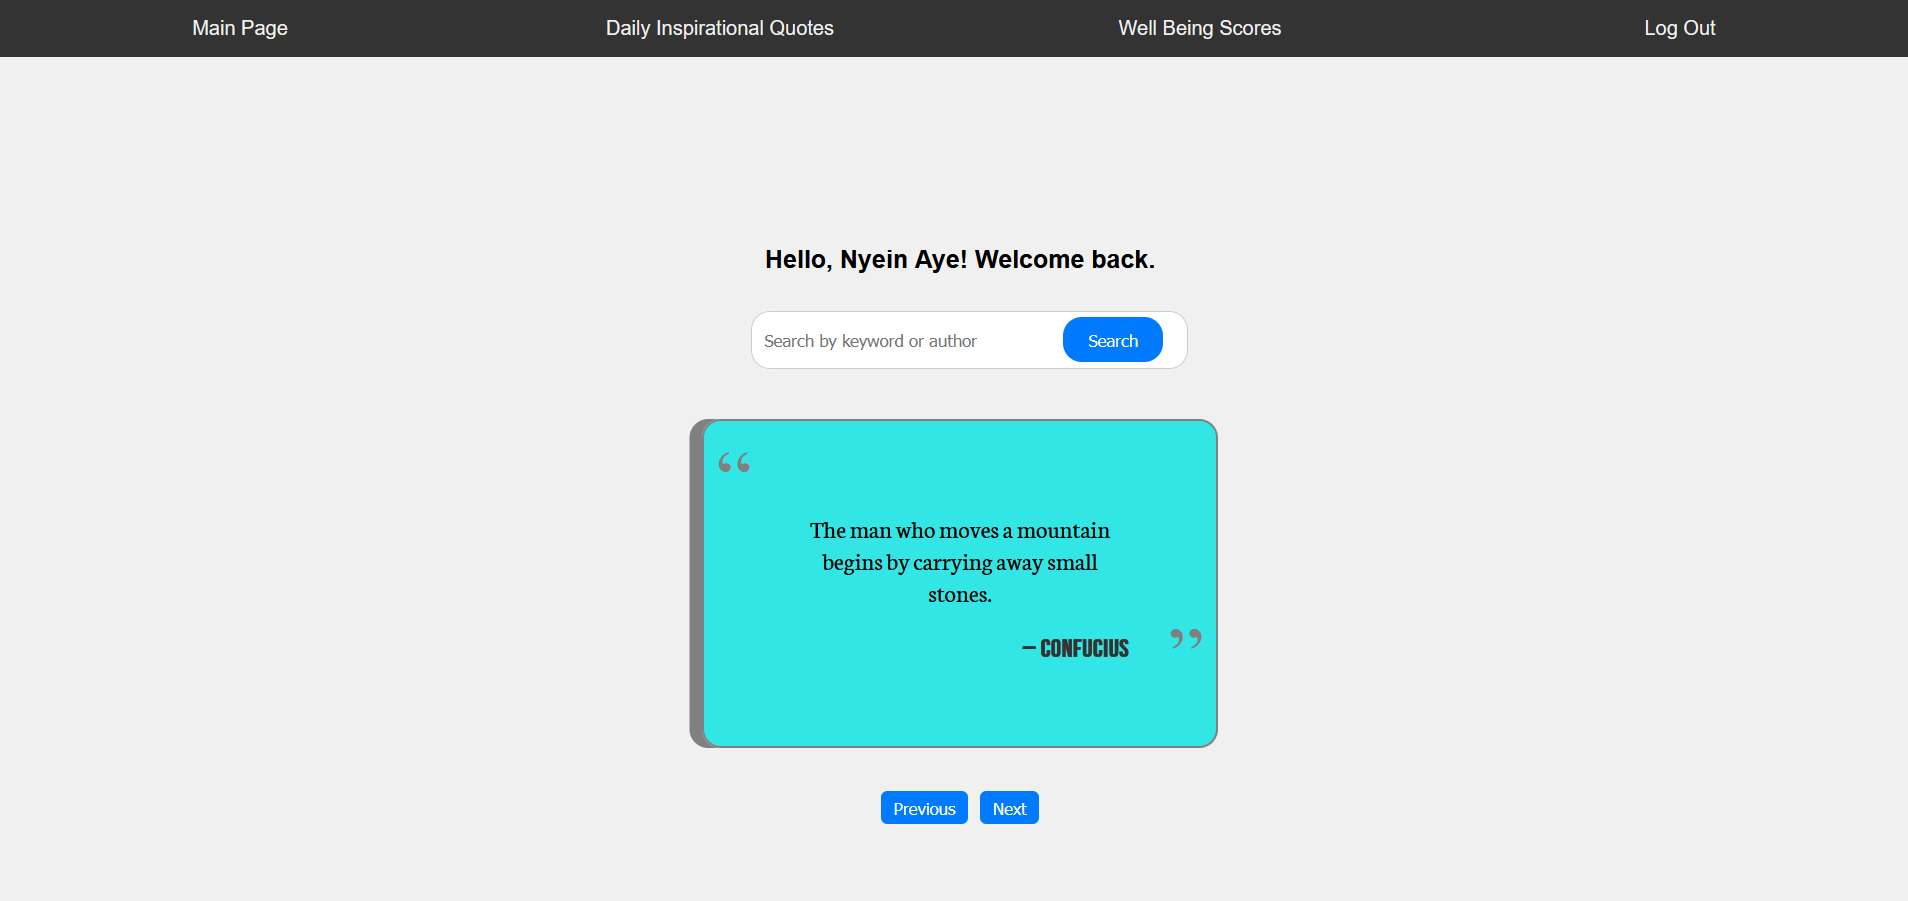 Main Page Daily Inspirational Quotes Well Being Scores Log Out
Hello, Nyein Aye! Welcome back.
Search by keyword or author Search
“
The man who moves a mountain
begins by carrying away small
stones.
– CONFUCIUS ”
Previous Next